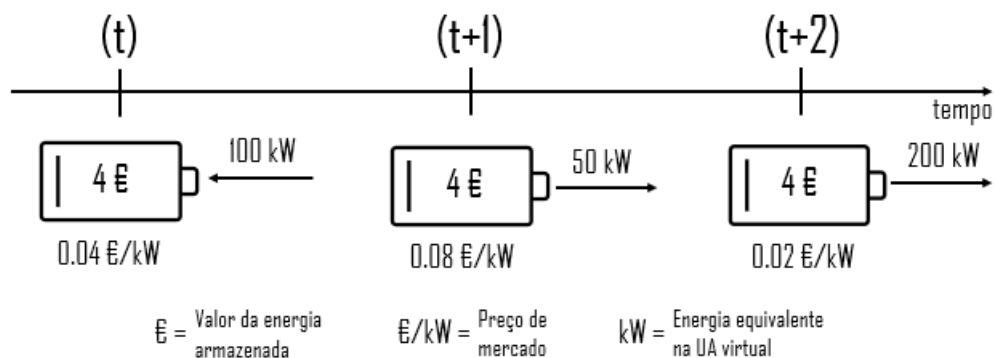 (t) (t+1) (t+2)
tempo
100 kW 50 kW 200 kW
4 € 4 € 4 €
0.04 €/kW 0.08 €/kW 0.02 €/kW
€ = Valor da energia
armazenada
€/kW = Preço de
mercado
kW = Energia equivalente
na UA virtual